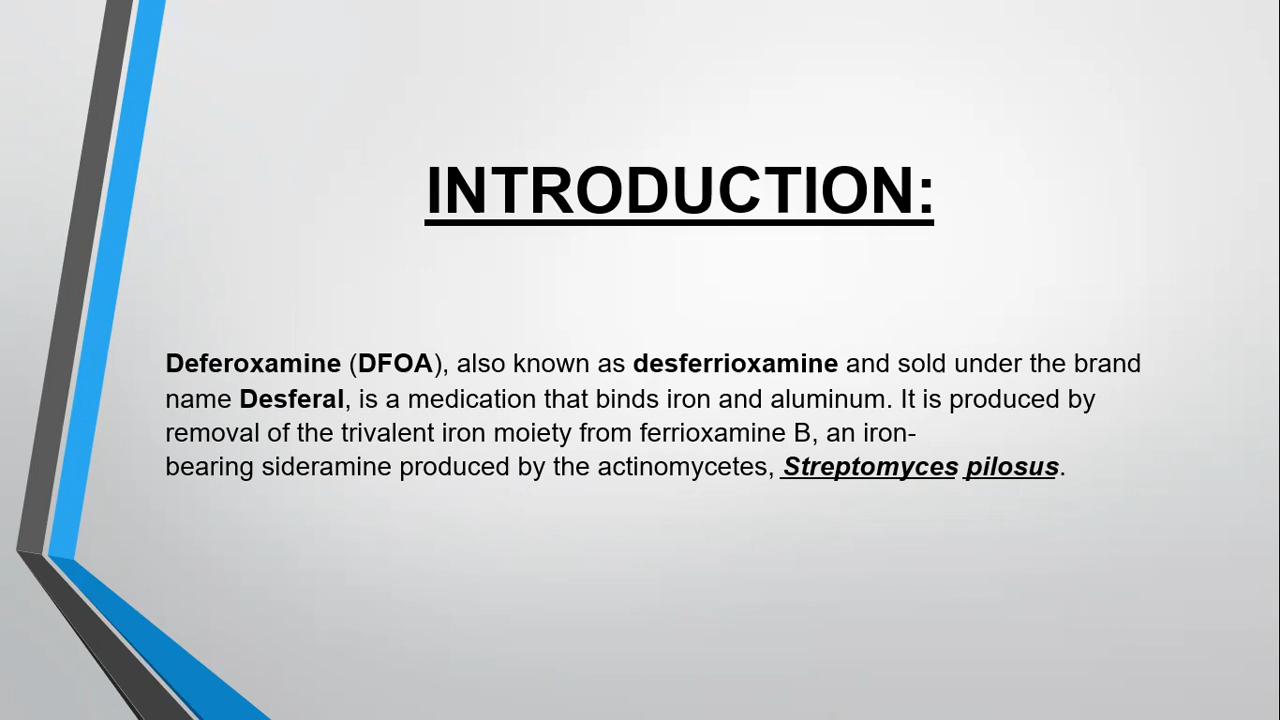 INTRODUCTION:
Deferoxamine (DFOA), also known as desferrioxamine and sold under the brand
name Desferal, is a medication that binds iron and aluminum. It is produced by
removal of the trivalent iron moiety from ferrioxamine B, an iron-
bearing sideramine produced by the actinomycetes, Streptomyces pilosus.